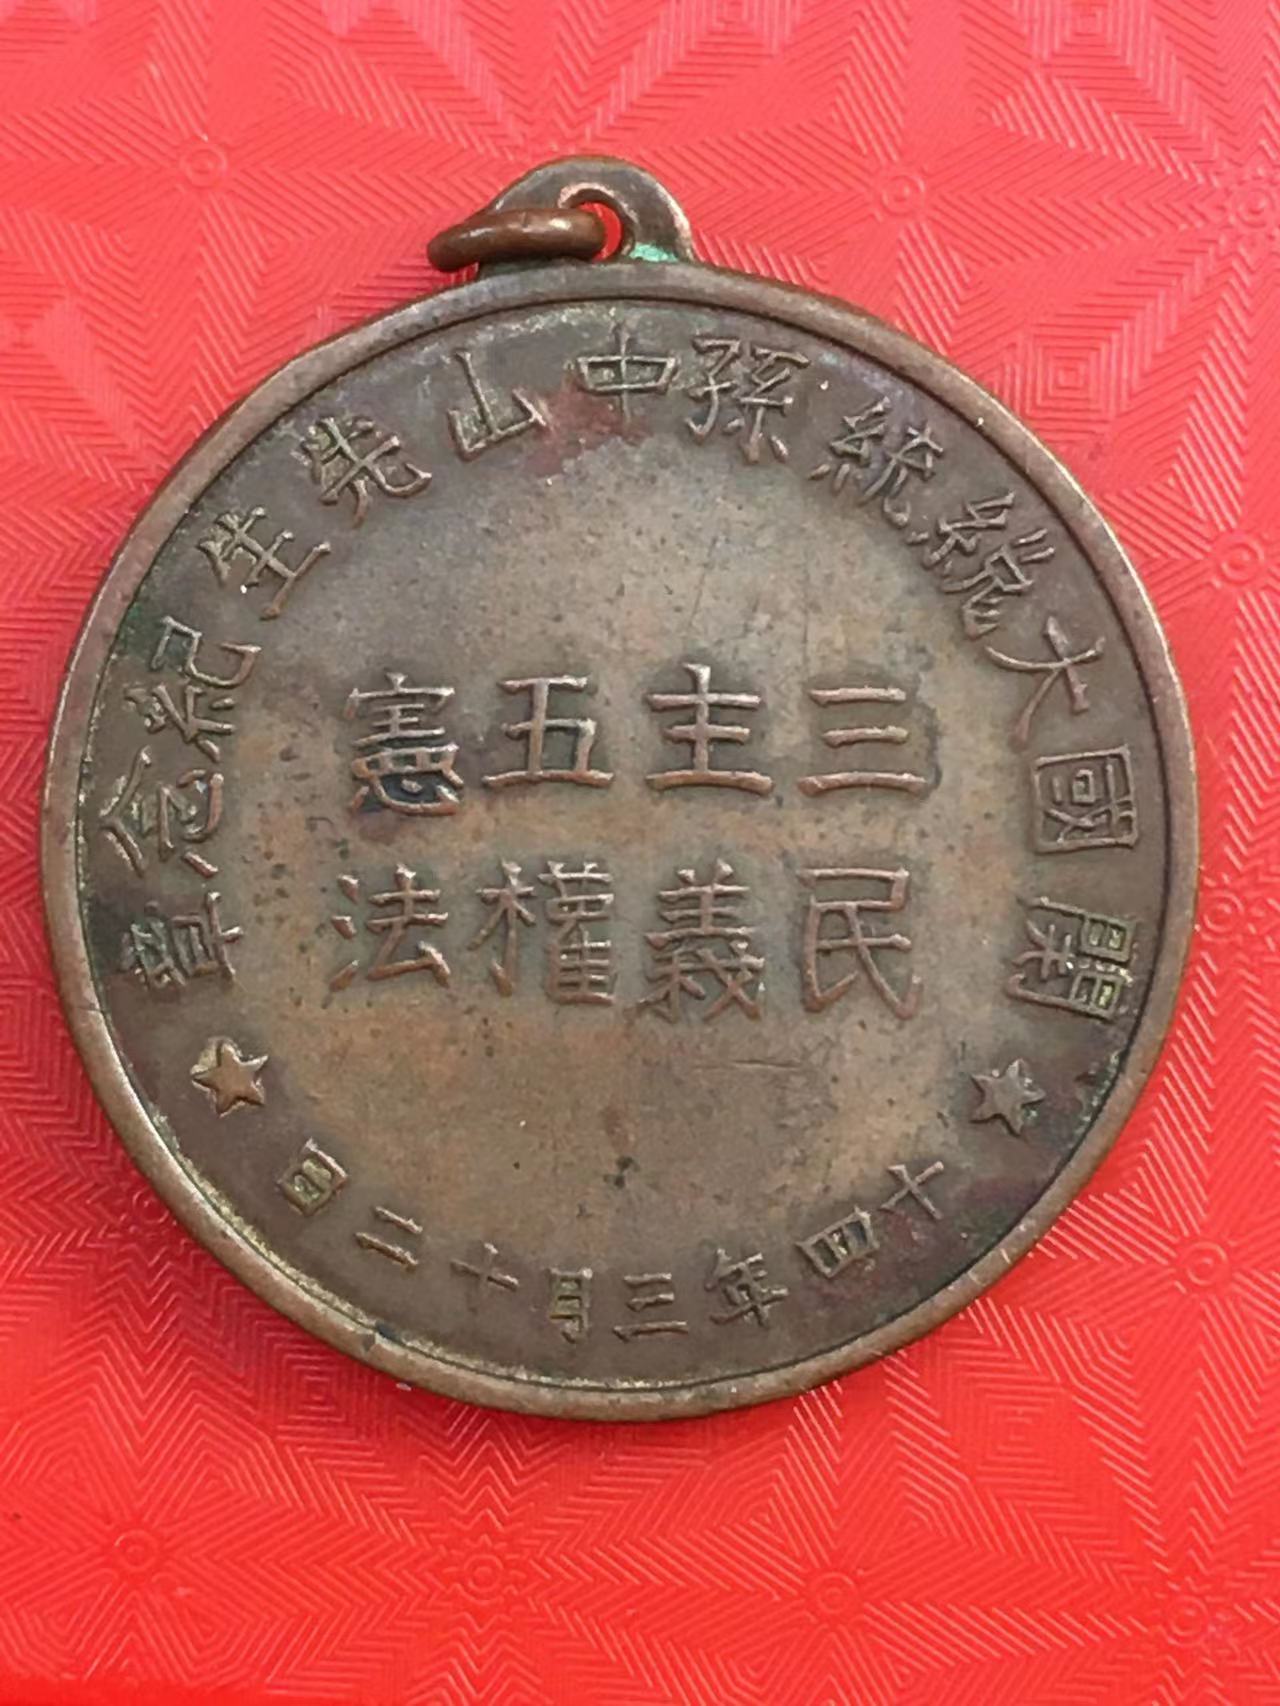 開國大總統孫中山先生紀念章
三民
主義
五權
憲法
十四年三月十二日